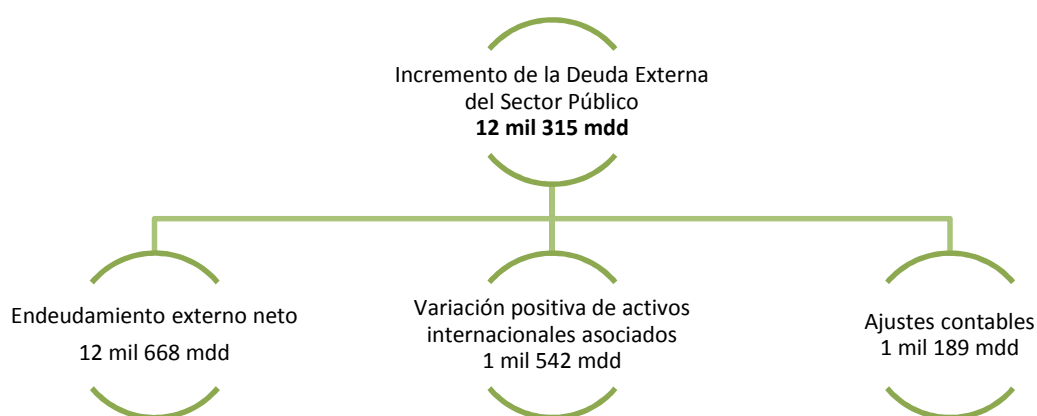 Incremento de la Deuda Externa
del Sector Público
12 mil 315 mdd
Endeudamiento externo neto
12 mil 668 mdd
Variación positiva de activos
internacionales asociados
1 mil 542 mdd
Ajustes contables
1 mil 189 mdd